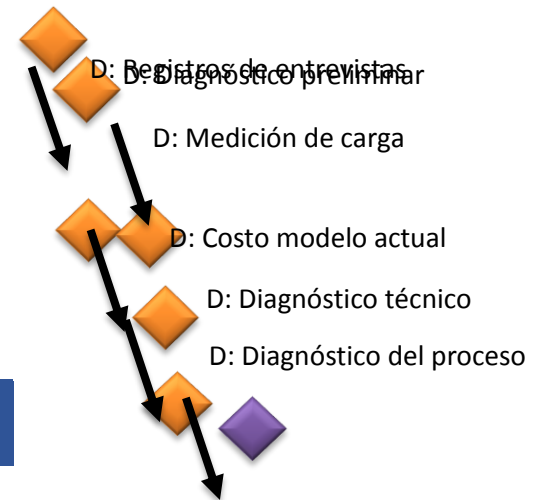 D: Registros de entrevistas
D: Diagnóstico preliminar
D: Medición de carga
D: Costo modelo actual
D: Diagnóstico técnico
D: Diagnóstico del proceso